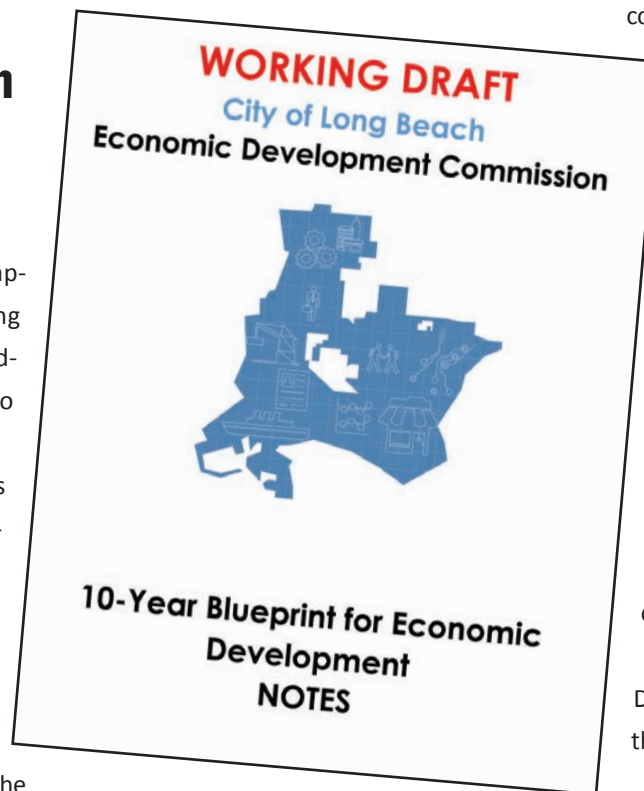 WORKING DRAFT
City of Long Beach
Economic Development Commission
10-Year Blueprint for Economic
Development
NOTES